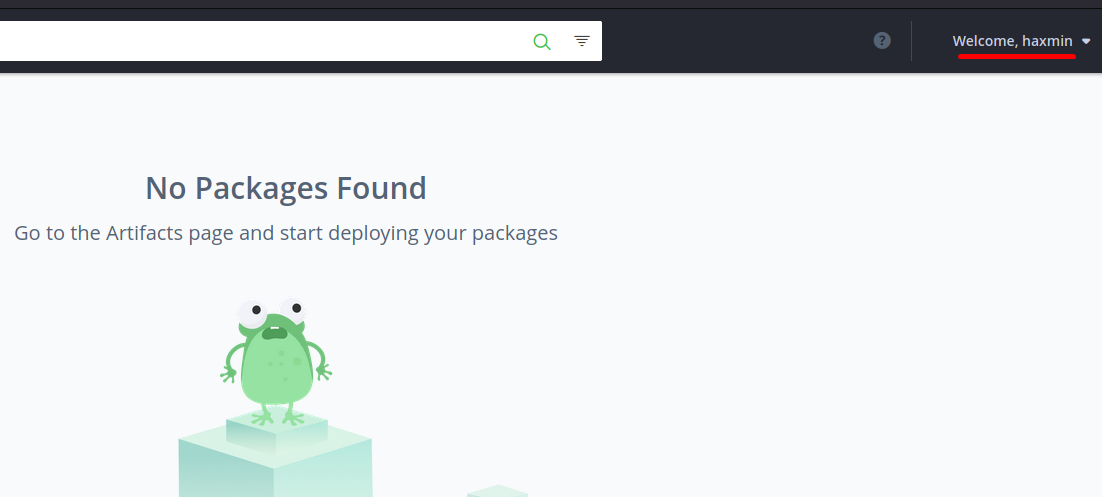 ?
Welcome, haxmin
No Packages Found
Go to the Artifacts page and start deploying your packages